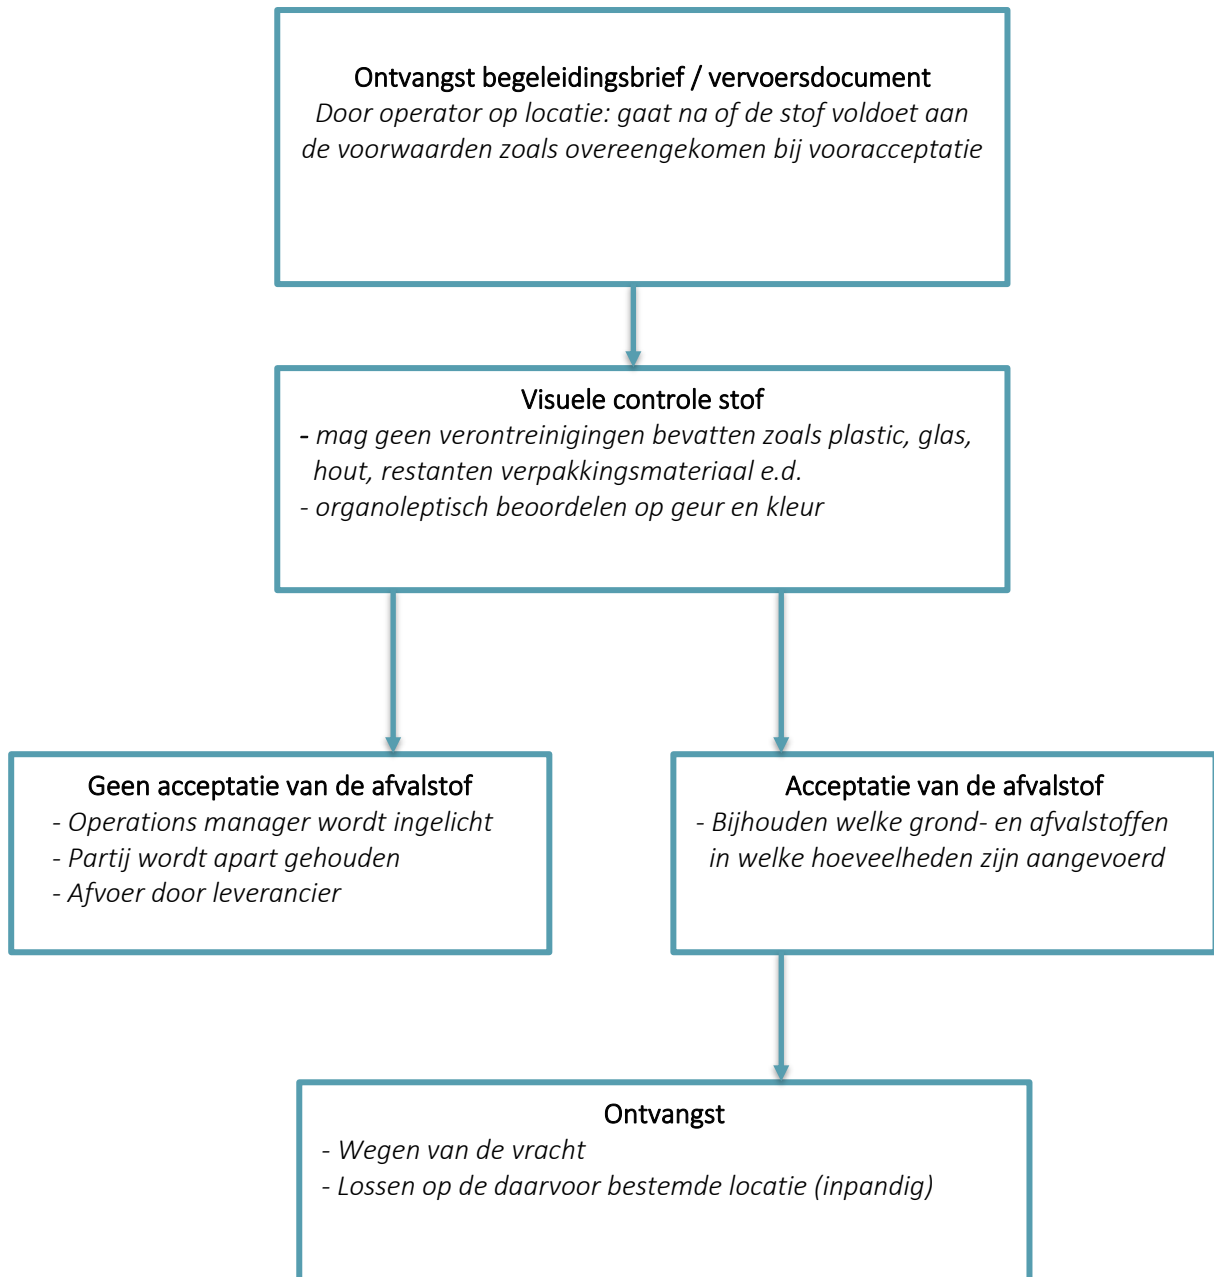 Ontvangst begeleidingsbrief / vervoersdocument
Door operator op locatie: gaat na of de stof voldoet aan
de voorwaarden zoals overeengekomen bij vooracceptatie
Visuele controle stof
- mag geen verontreinigingen bevatten zoals plastic, glas,
hout, restanten verpakkingsmateriaal e.d.
- organoleptisch beoordelen op geur en kleur
Geen acceptatie van de afvalstof
- Operations manager wordt ingelicht
- Partij wordt apart gehouden
- Afvoer door leverancier
Acceptatie van de afvalstof
- Bijhouden welke grond- en afvalstoffen
in welke hoeveelheden zijn aangevoerd
Ontvangst
- Wegen van de vracht
- Lossen op de daarvoor bestemde locatie (inpandig)